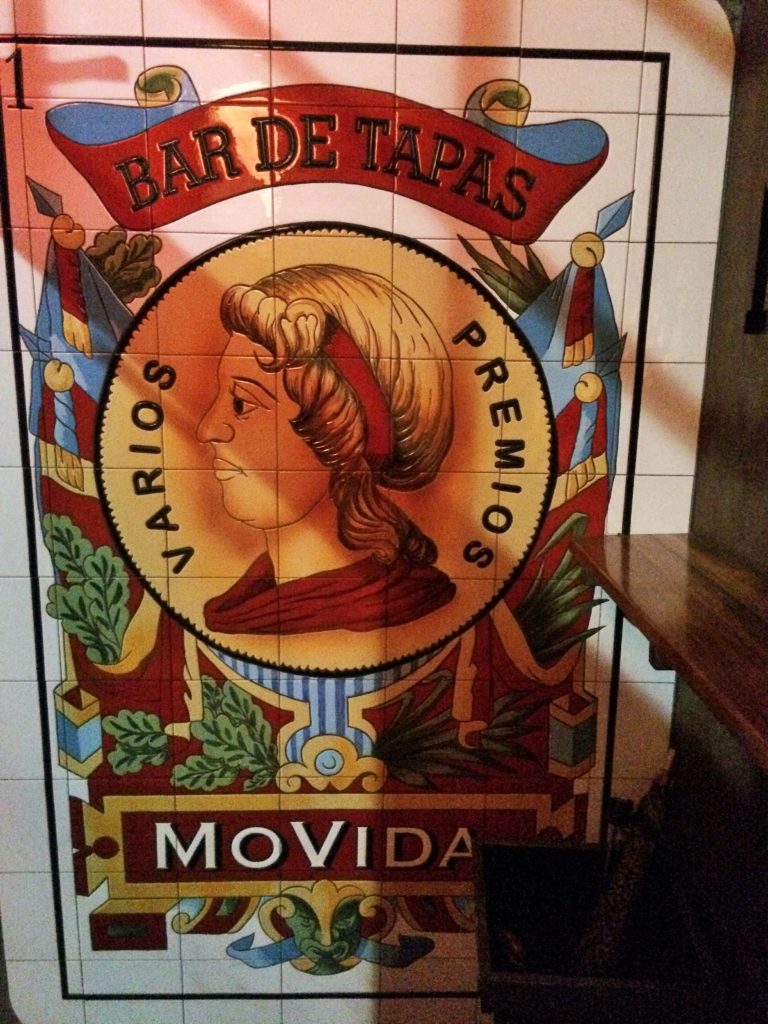 1
BAR DE TAPAS
VARIOS
PREMIOS
MOVIDA